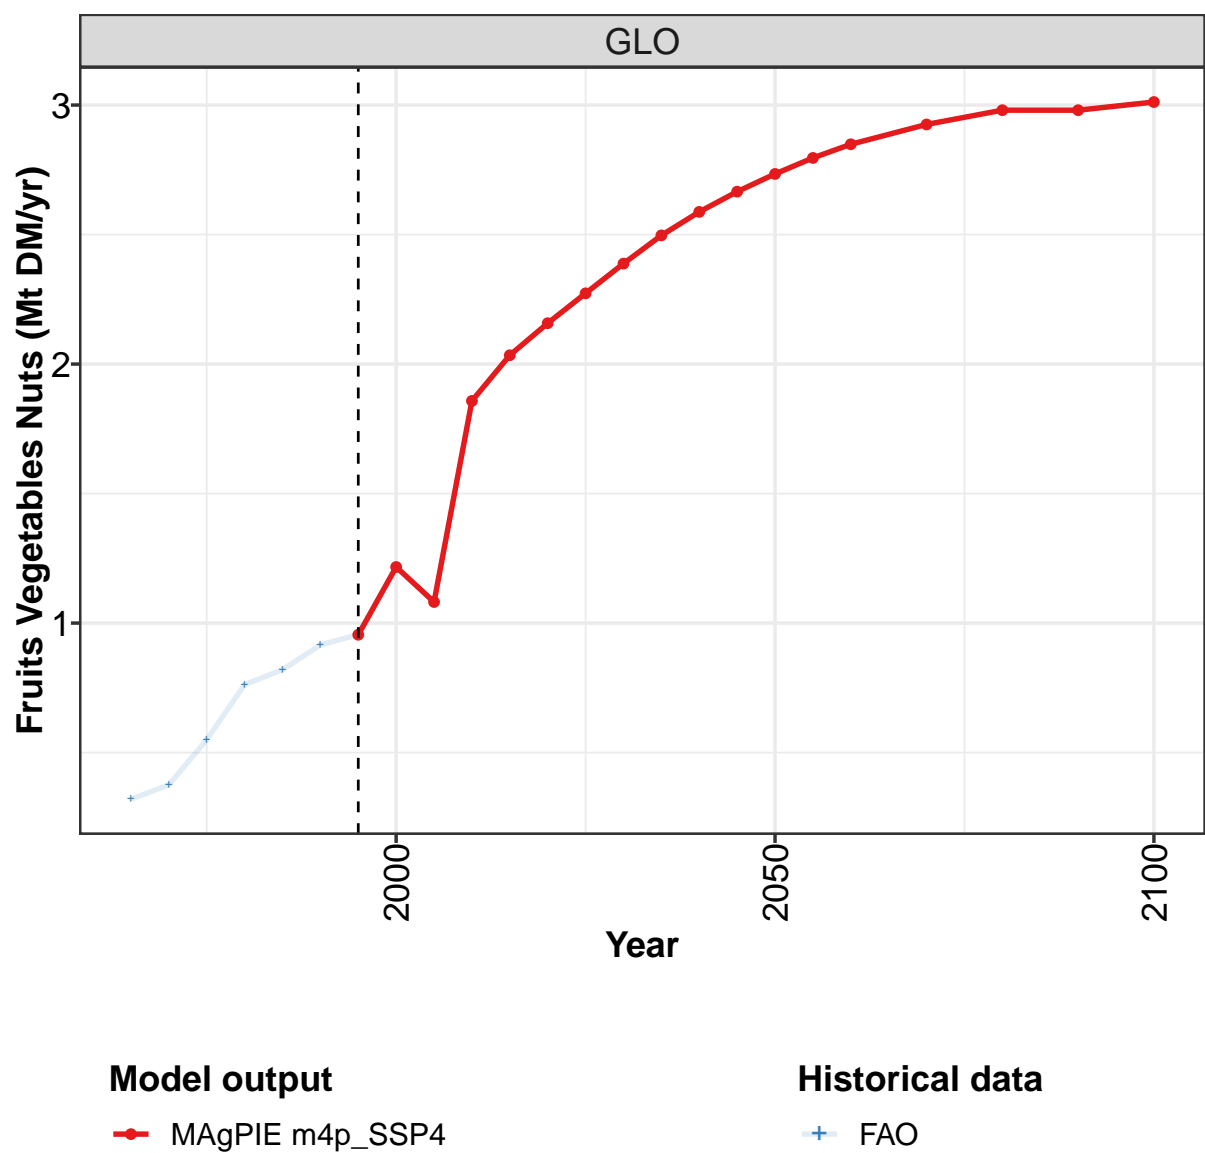 GLO
Fruits Vegetables Nuts (Mt DM/yr)
3
2
1
2000
2050
2100
Year
Model output
MAgPIE m4p_SSP4
Historical data
FAO